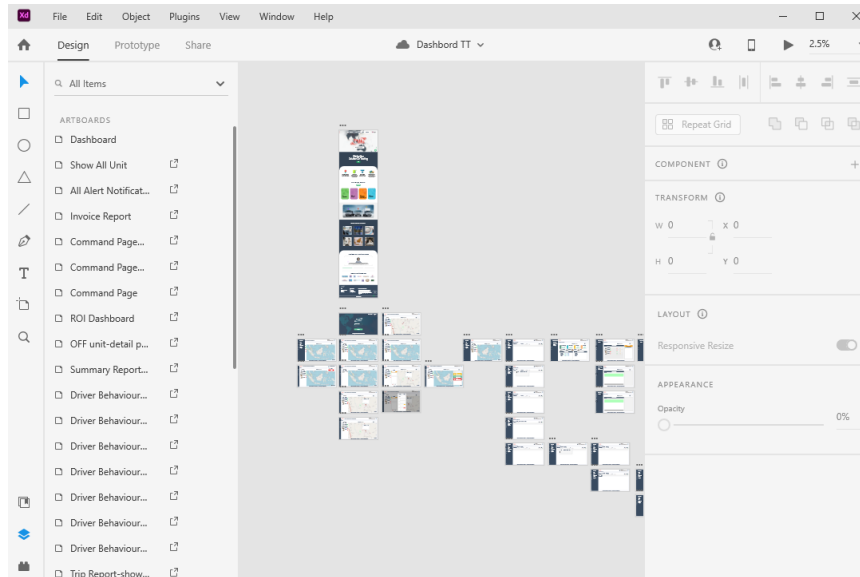 Xd File Edit Object Plugins View Window Help
Design Prototype Share Dashbord TT 2.5%
All Items
ARTBOARDS
Dashboard
Show All Unit
All Alert Notificat...
Invoice Report
Command Page...
Command Page...
Command Page
ROI Dashboard
OFF unit-detail p...
Summary Report...
Driver Behaviour...
Driver Behaviour...
Driver Behaviour...
Driver Behaviour...
Driver Behaviour...
Driver Behaviour...
Driver Behaviour...
Trip Report-show...
Repeat Grid
COMPONENT
TRANSFORM
W 0 X 0
H 0 Y 0
LAYOUT
Responsive Resize
APPEARANCE
Opacity
0%